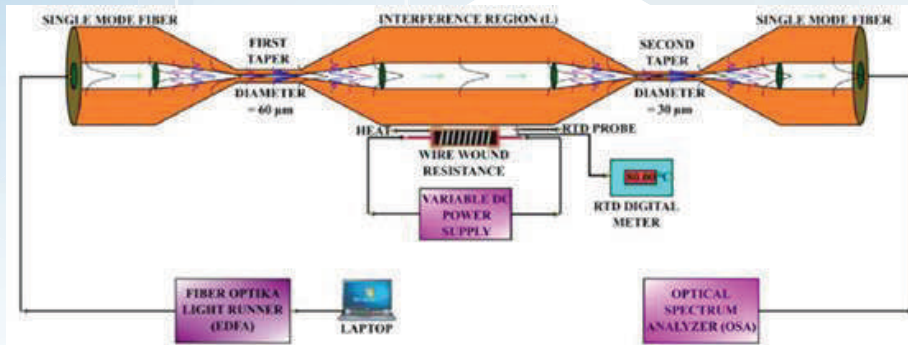 SINGLE MODE FIBER
INTERFERENCE REGION (L)
SINGLE MODE FIBER
FIRST
TAPER
SECOND
TAPER
DIAMETER
= 60 µm
DIAMETER
= 30 µm
HEAT
RTD PROBE
WIRE WOUND
RESISTANCE
80.00 °C
VARIABLE DC
POWER
SUPPLY
RTD DIGITAL
METER
FIBER OPTIKA
LIGHT RUNNER
(EDFA)
LAPTOP
OPTICAL
SPECTRUM
ANALYZER (OSA)